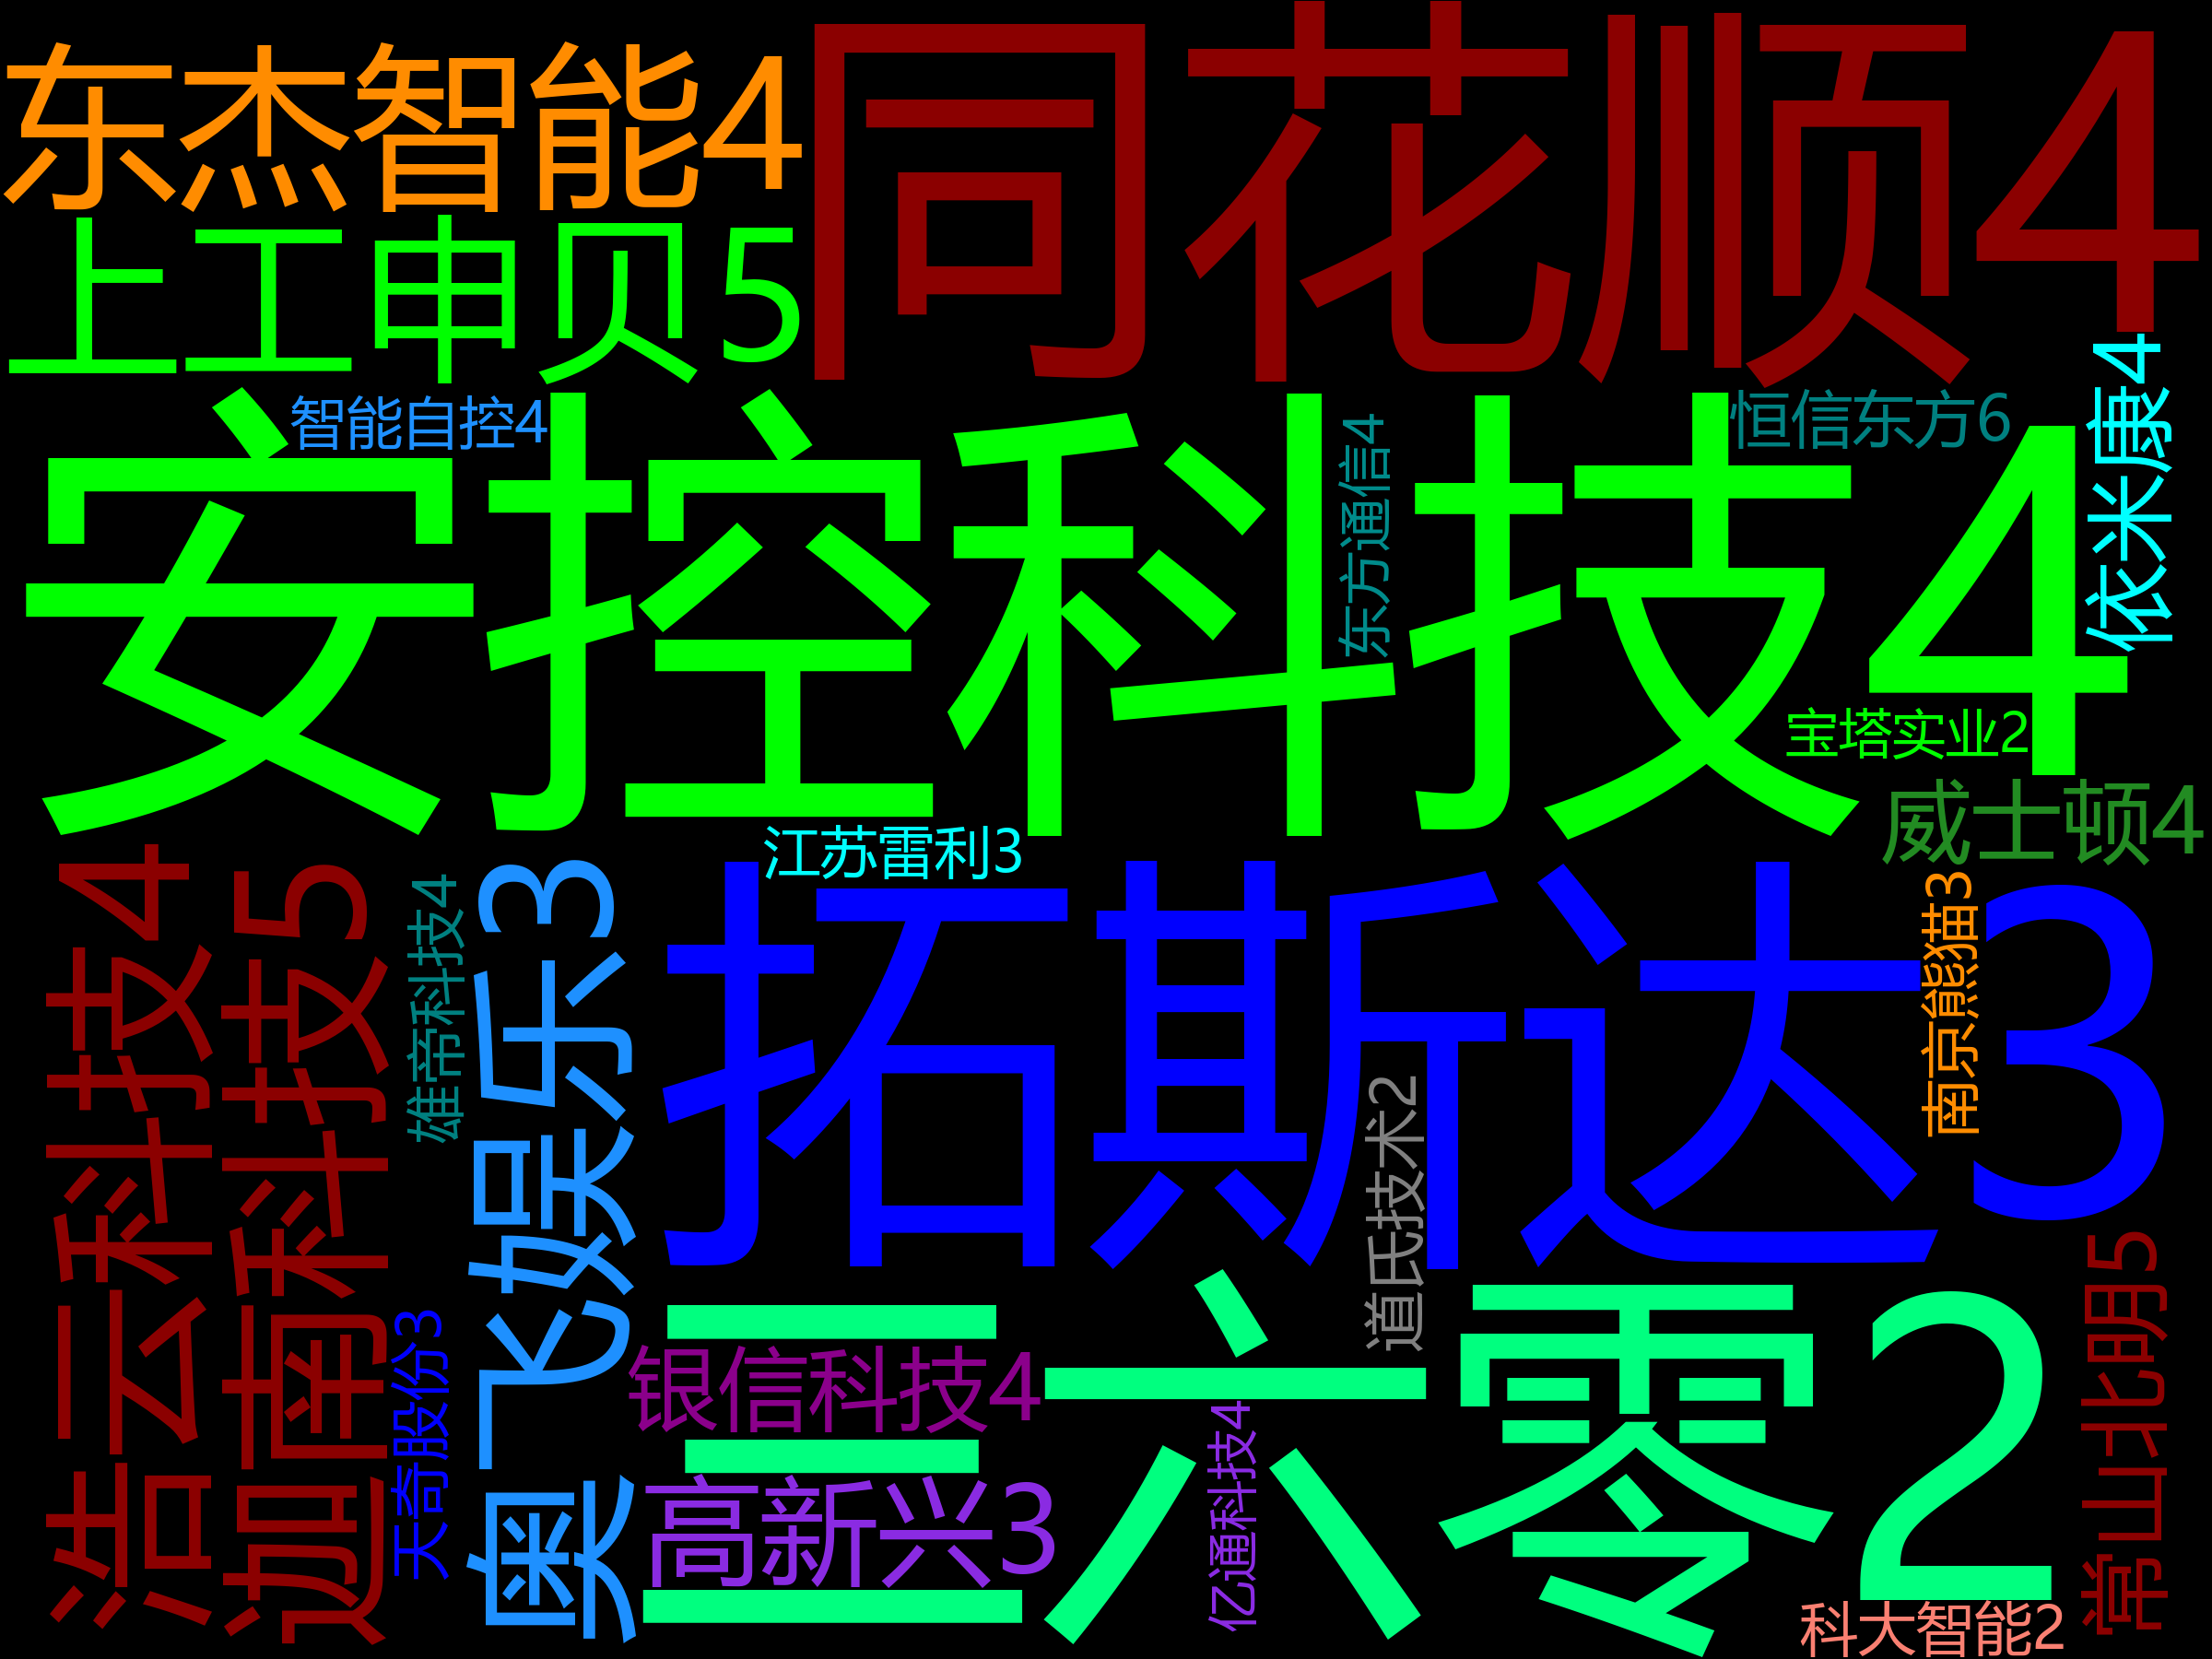 东杰智能4
同花顺4
上工申贝5
智能自控4
恒信东方6
依米康4
东方通信4
安控科技4
宝塔实业2
威士顿4
江苏雷利3
浩云科技4
迦南科技5
雄帝科技4
奥飞娱乐3
拓斯达3
南京熊猫3
道氏技术2
天奇股份3
银信科技4
三六零2
常山北明5
亿通科技4
高新兴3
科大智能2